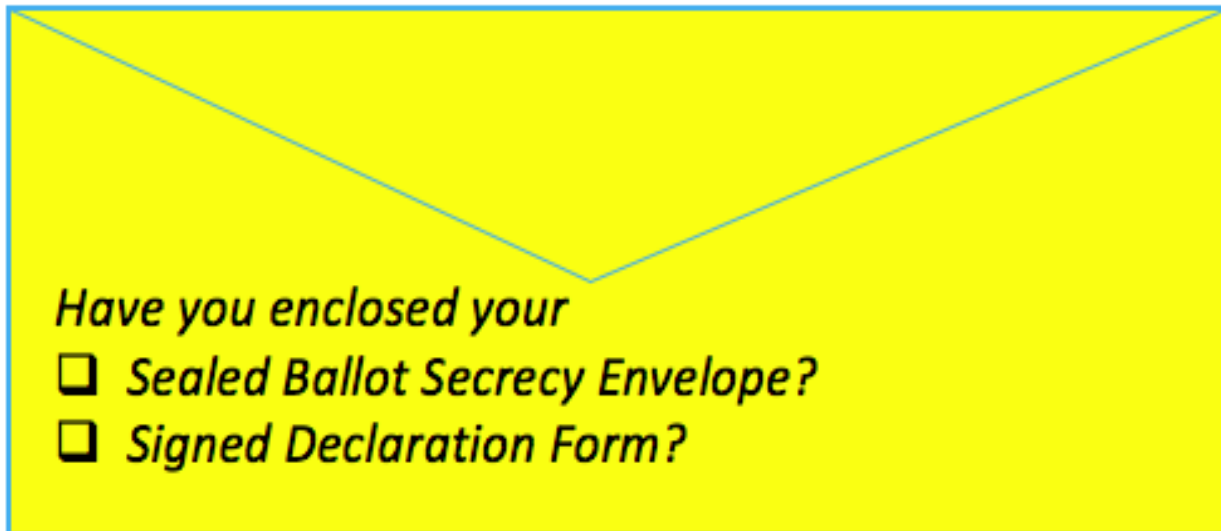 Have you enclosed your
❑ Sealed Ballot Secrecy Envelope?
❑ Signed Declaration Form?